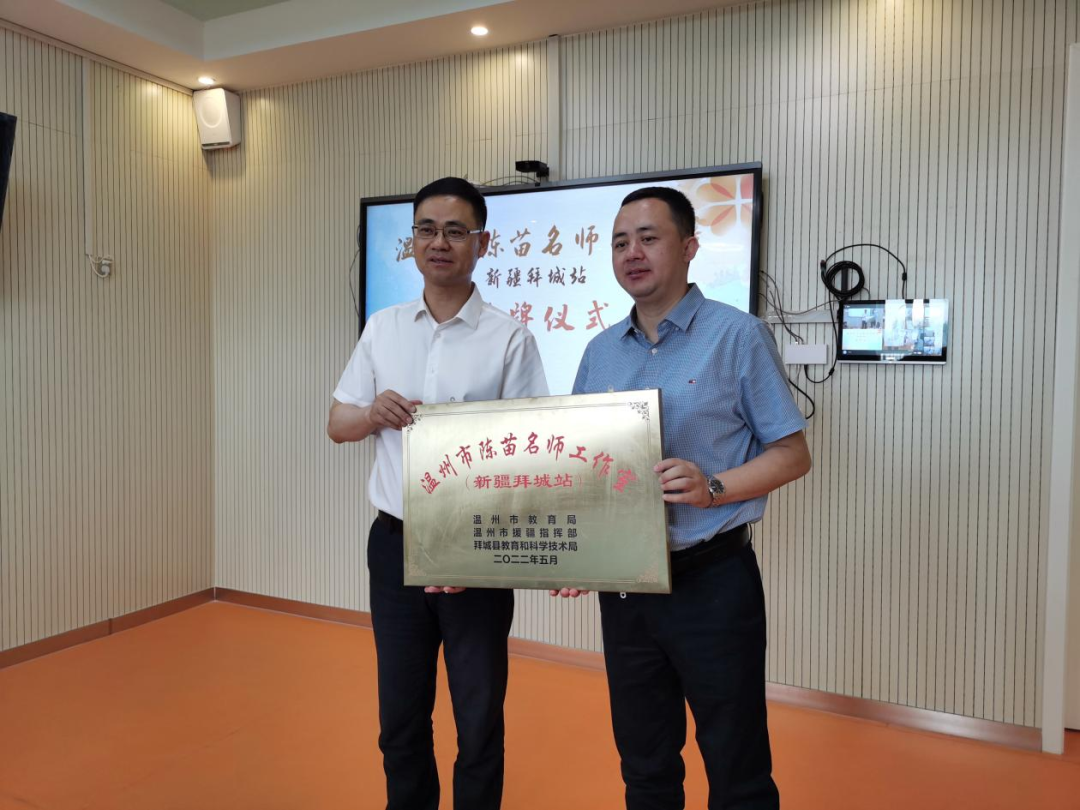 温 陈苗名师
新疆拜城站
牌仪式
温州市陈苗名师工作室
（新疆拜城站）
温州市教育局
温州市援疆指挥部
拜城县教育和科学技术局
二〇二二年五月